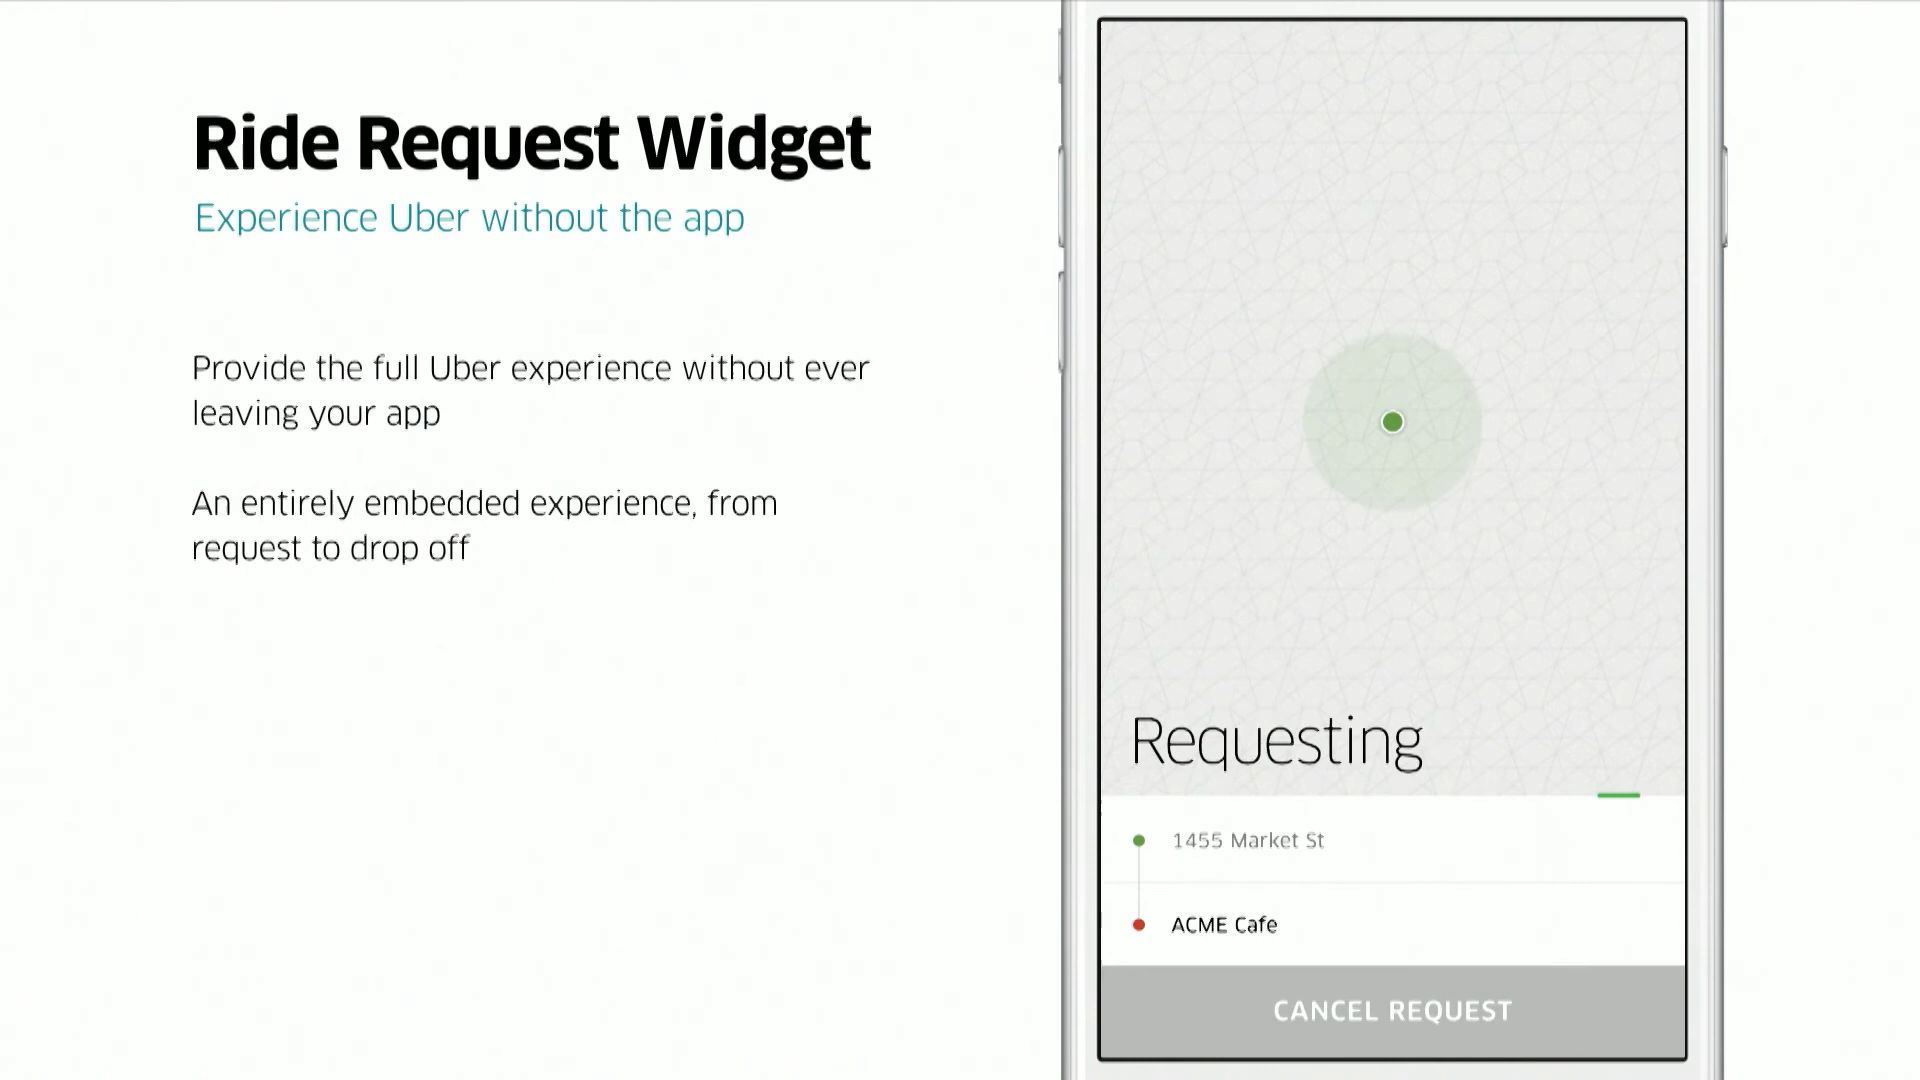 Ride Request Widget
Experience Uber without the app
Provide the full Uber experience without ever
leaving your app
An entirely embedded experience, from
request to drop off
Requesting
1455 Market St
ACME Cafe
CANCEL REQUEST